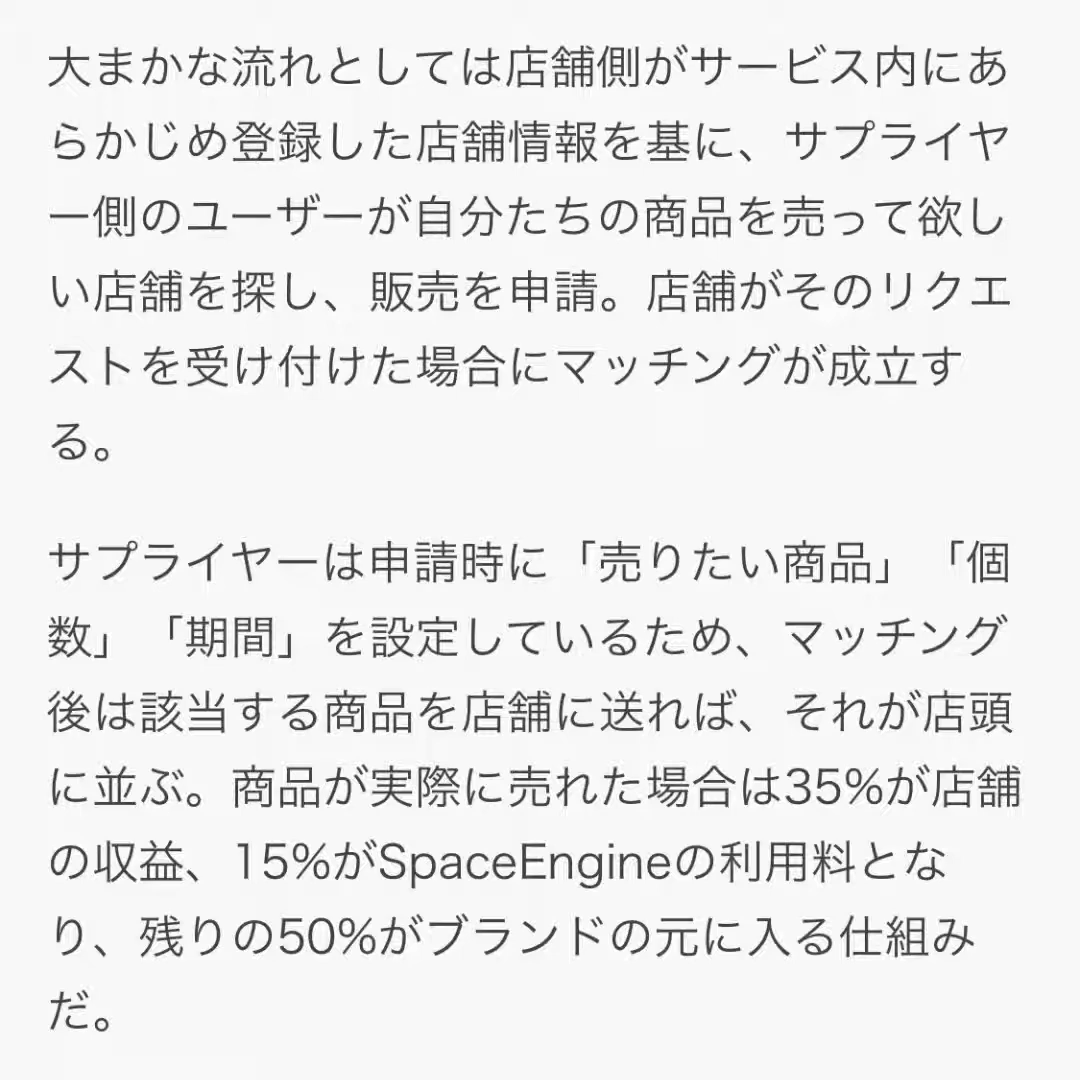 大まかな流れとしては店舗側がサービス内にあ
らかじめ登録した店舗情報を基に、サプライヤ
ー側のユーザーが自分たちの商品を売って欲し
い店舗を探し、販売を申請。店舗がそのリクエ
ストを受け付けた場合にマッチングが成立す
る。
サプライヤーは申請時に「売りたい商品」「個
数」「期間」を設定しているため、マッチング
後は該当する商品を店舗に送れば、それが店頭
に並ぶ。商品が実際に売れた場合は35%が店舗
の収益、15%がSpaceEngineの利用料とな
り、残りの50%がブランドの元に入る仕組み
だ。